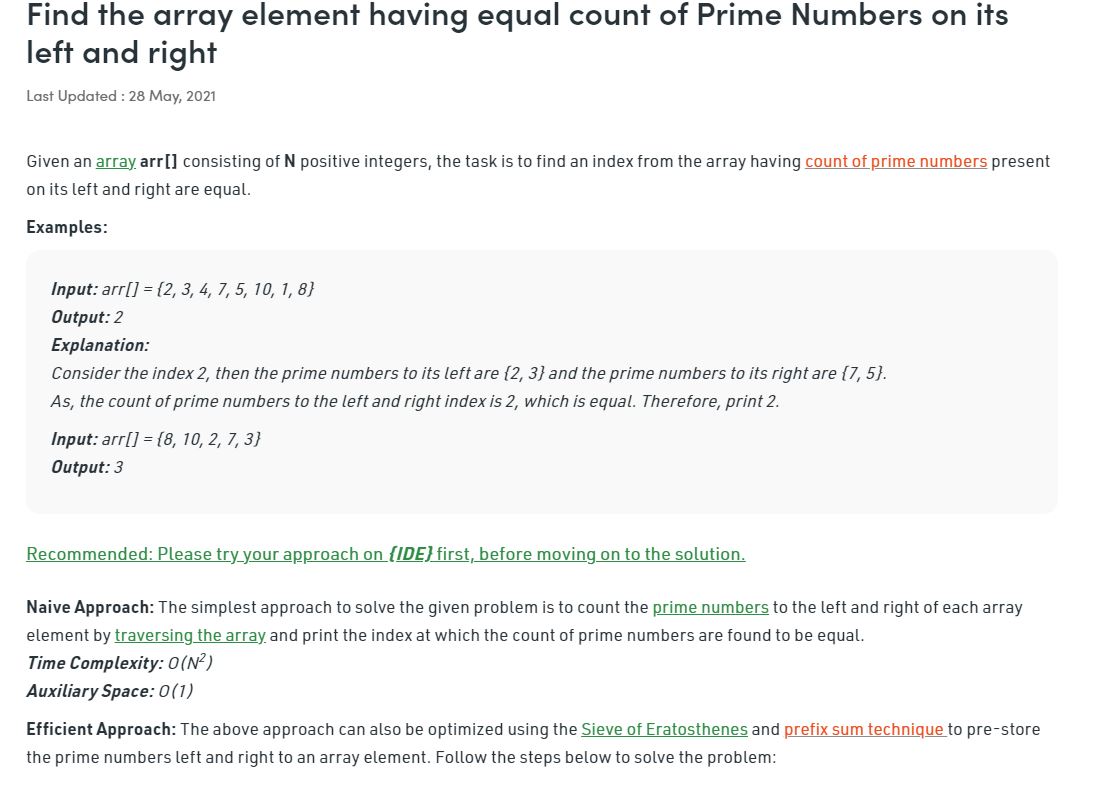 Find the array element having equal count of Prime Numbers on its
left and right
Last Updated : 28 May, 2021
Given an array arr[] consisting of N positive integers, the task is to find an index from the array having count of prime numbers present
on its left and right are equal.
Examples:
Input: arr[] = {2, 3, 4, 7, 5, 10, 1, 8}
Output: 2
Explanation:
Consider the index 2, then the prime numbers to its left are {2, 3} and the prime numbers to its right are {7, 5}.
As, the count of prime numbers to the left and right index is 2, which is equal. Therefore, print 2.
Input: arr[] = {8, 10, 2, 7, 3}
Output: 3
Recommended: Please try your approach on {IDE} first, before moving on to the solution.
Naive Approach: The simplest approach to solve the given problem is to count the prime numbers to the left and right of each array
element by traversing the array and print the index at which the count of prime numbers are found to be equal.
Time Complexity: O(N²)
Auxiliary Space: O(1)
Efficient Approach: The above approach can also be optimized using the Sieve of Eratosthenes and prefix sum technique to pre-store
the prime numbers left and right to an array element. Follow the steps below to solve the problem: